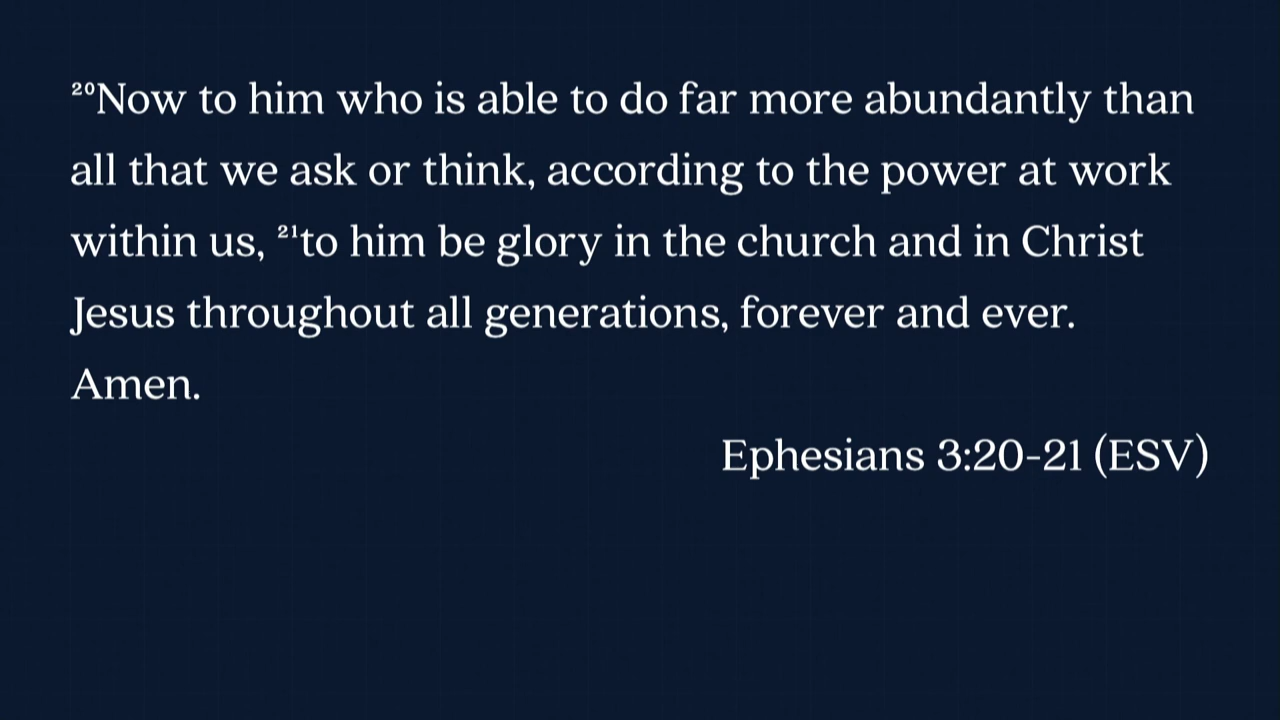 ²⁰Now to him who is able to do far more abundantly than
all that we ask or think, according to the power at work
within us, ²¹to him be glory in the church and in Christ
Jesus throughout all generations, forever and ever.
Amen.
Ephesians 3:20-21 (ESV)